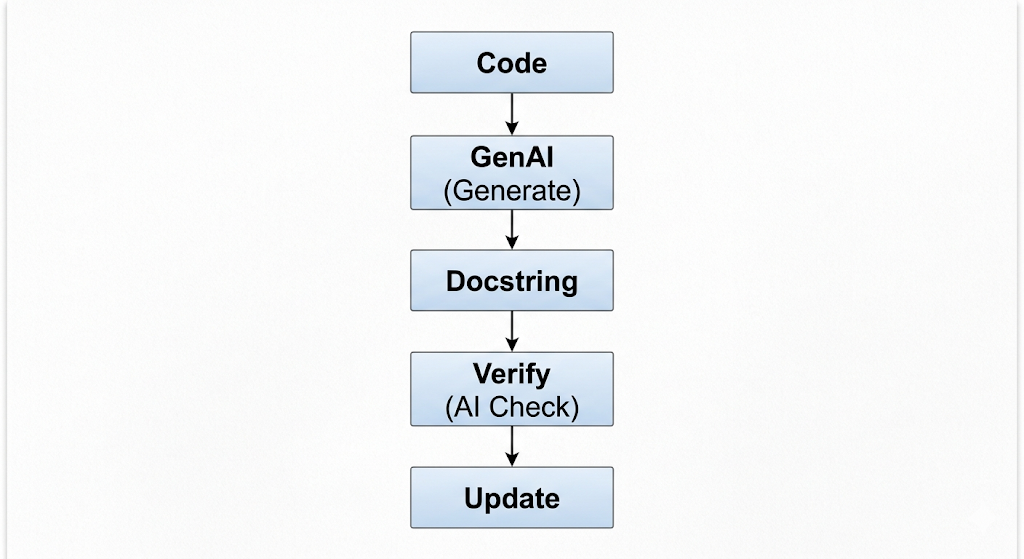 Code
GenAI
(Generate)
Docstring
Verify
(AI Check)
Update